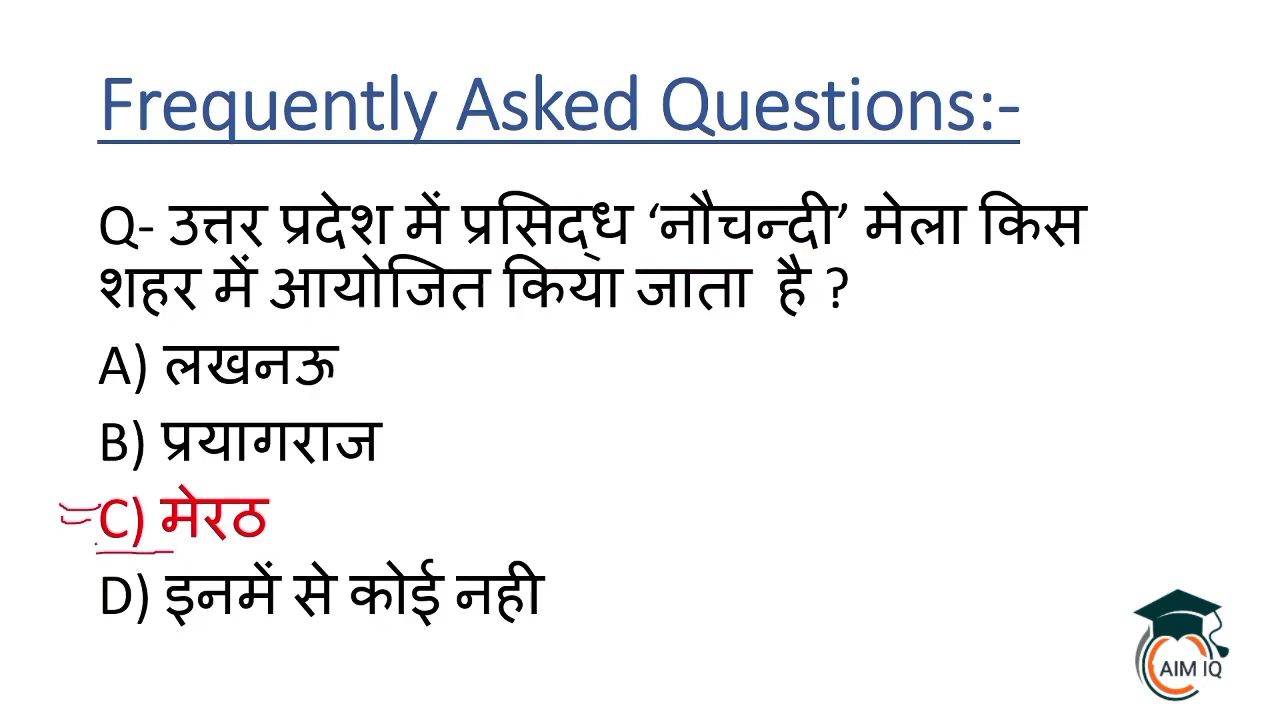 Frequently Asked Questions:-
Q- उत्तर प्रदेश में प्रसिद्ध ‘नौचन्दी’ मेला किस
शहर में आयोजित किया जाता है ?
A) लखनऊ
B) प्रयागराज
C) मेरठ
D) इनमें से कोई नही
AIM IQ